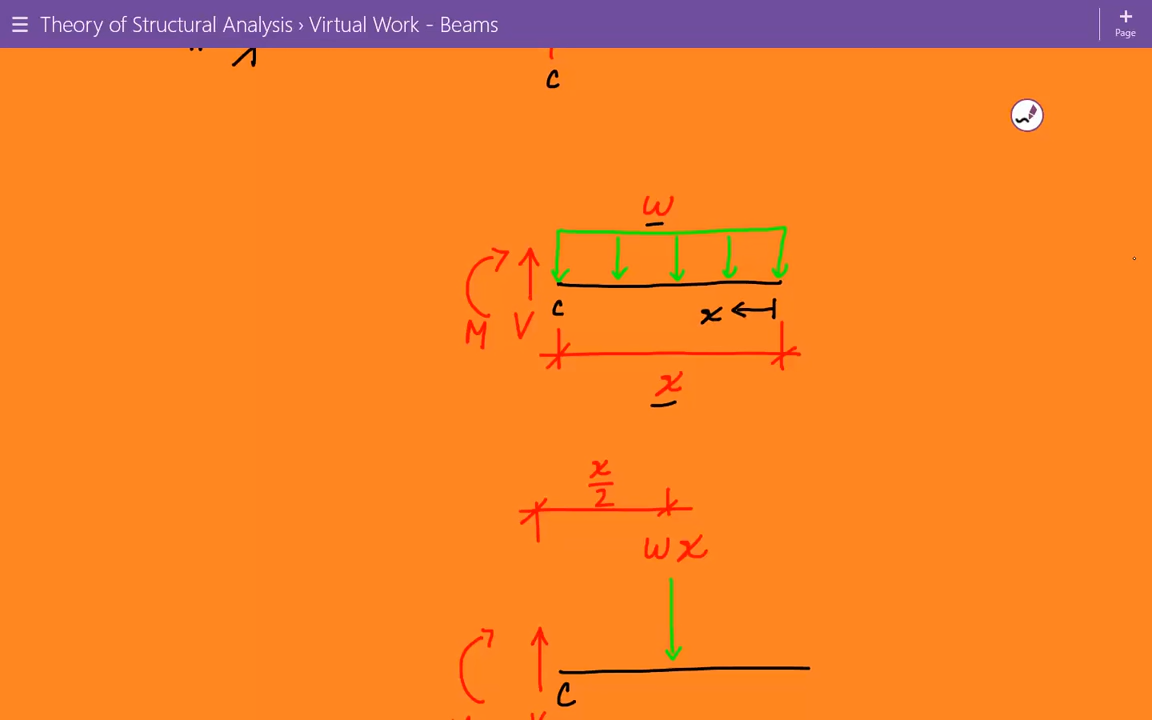 Theory of Structural Analysis › Virtual Work - Beams
Page
C
w
M V C x
x
x
2
wx
C